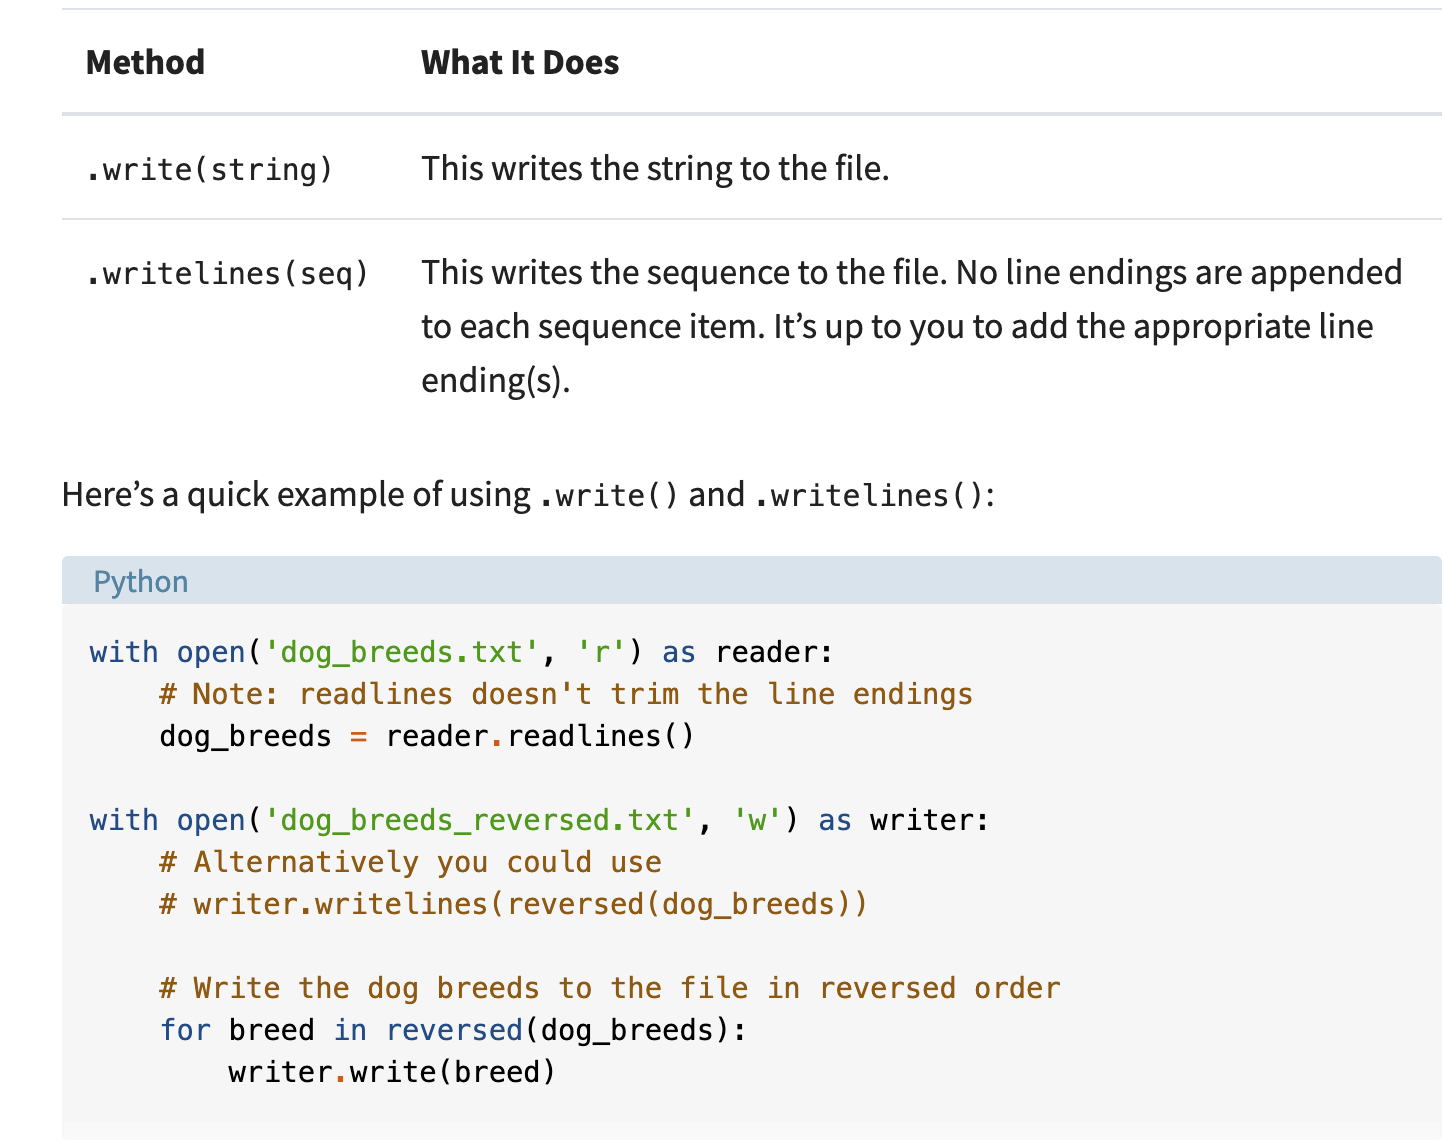 Method What It Does
.write(string) This writes the string to the file.
.writelines(seq) This writes the sequence to the file. No line endings are appended
to each sequence item. It’s up to you to add the appropriate line
ending(s).
Here’s a quick example of using .write() and .writelines():
Python
with open('dog_breeds.txt', 'r') as reader:
    # Note: readlines doesn't trim the line endings
    dog_breeds = reader.readlines()

with open('dog_breeds_reversed.txt', 'w') as writer:
    # Alternatively you could use
    # writer.writelines(reversed(dog_breeds))

    # Write the dog breeds to the file in reversed order
    for breed in reversed(dog_breeds):
        writer.write(breed)